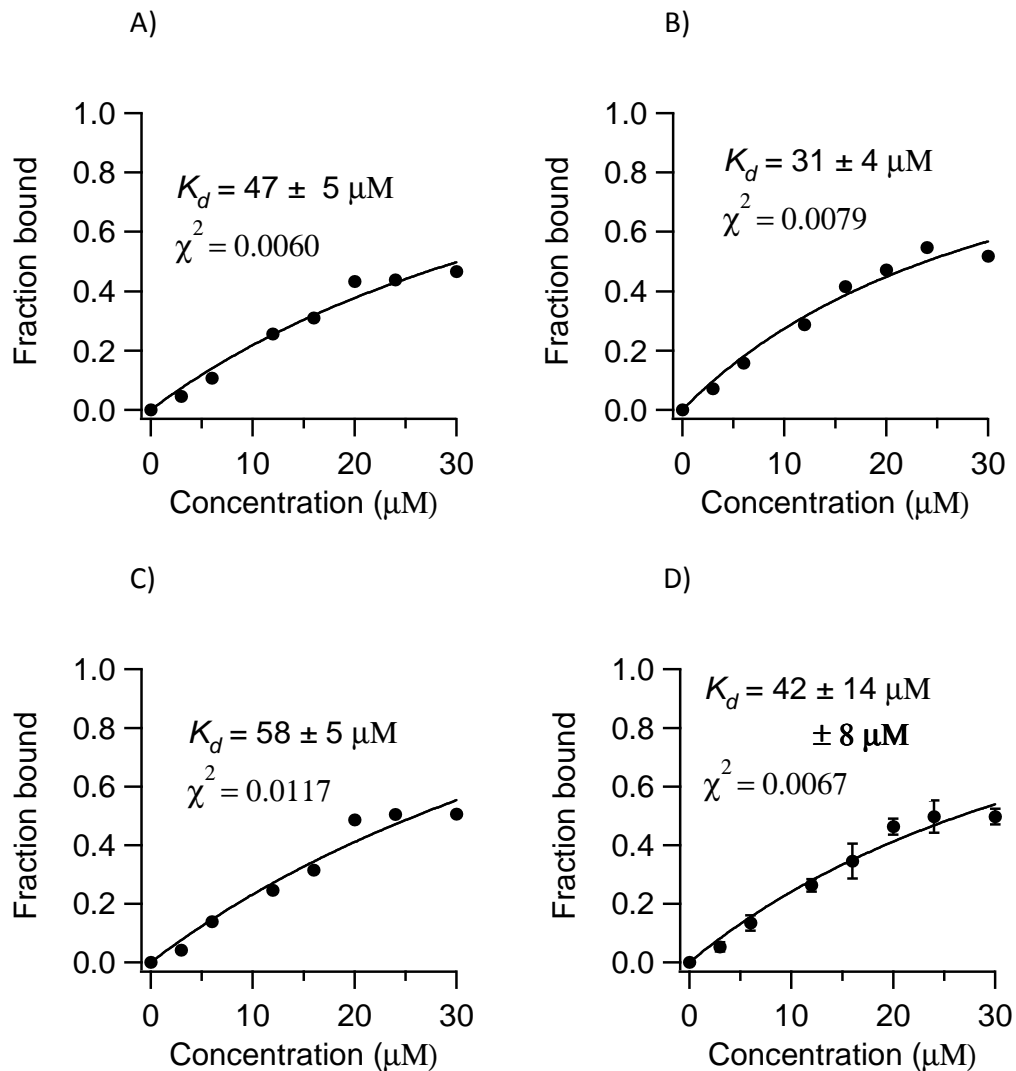 A)
Fraction bound
1.0
0.8
0.6
0.4
0.2
0.0
K_d = 47 ± 5 μM
χ² = 0.0060
0 10 20 30
Concentration (μM)
B)
Fraction bound
1.0
0.8
0.6
0.4
0.2
0.0
K_d = 31 ± 4 μM
χ² = 0.0079
0 10 20 30
Concentration (μM)
C)
Fraction bound
1.0
0.8
0.6
0.4
0.2
0.0
K_d = 58 ± 5 μM
χ² = 0.0117
0 10 20 30
Concentration (μM)
D)
Fraction bound
1.0
0.8
0.6
0.4
0.2
0.0
K_d = 42 ± 14 μM
± 8 μM
χ² = 0.0067
0 10 20 30
Concentration (μM)